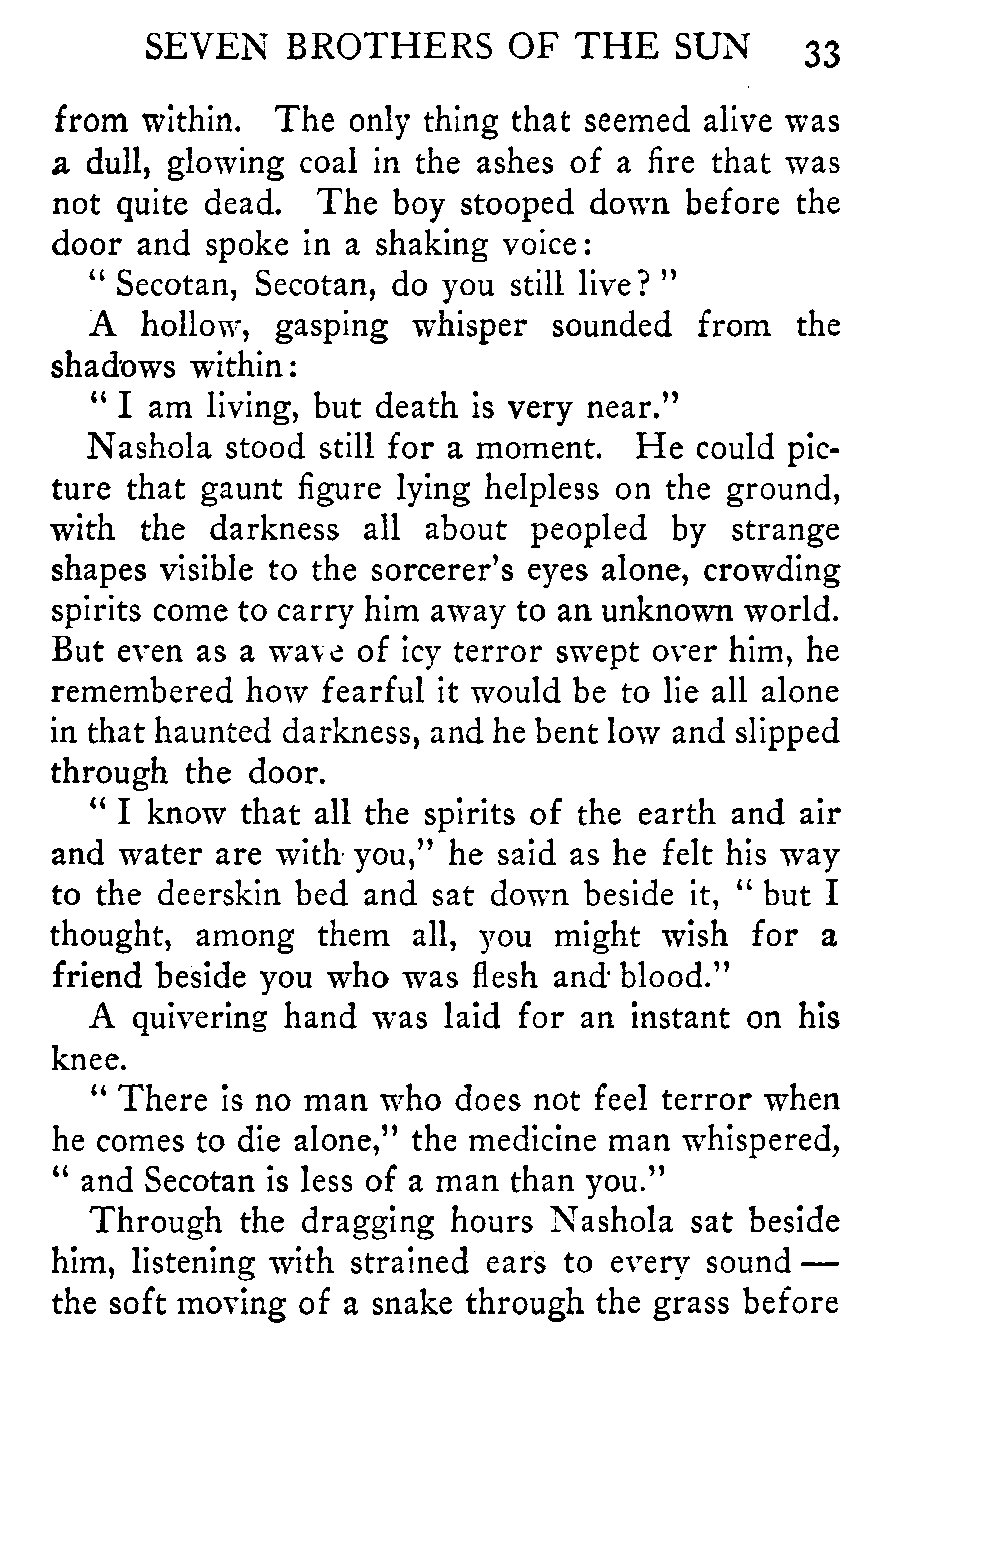 SEVEN BROTHERS OF THE SUN 33
from within. The only thing that seemed alive was
a dull, glowing coal in the ashes of a fire that was
not quite dead. The boy stooped down before the
door and spoke in a shaking voice:
" Secotan, Secotan, do you still live? "
A hollow, gasping whisper sounded from the
shadows within:
" I am living, but death is very near."
Nashola stood still for a moment. He could pic-
ture that gaunt figure lying helpless on the ground,
with the darkness all about peopled by strange
shapes visible to the sorcerer's eyes alone, crowding
spirits come to carry him away to an unknown world.
But even as a wave of icy terror swept over him, he
remembered how fearful it would be to lie all alone
in that haunted darkness, and he bent low and slipped
through the door.
" I know that all the spirits of the earth and air
and water are with you," he said as he felt his way
to the deerskin bed and sat down beside it, " but I
thought, among them all, you might wish for a
friend beside you who was flesh and blood."
A quivering hand was laid for an instant on his
knee.
" There is no man who does not feel terror when
he comes to die alone," the medicine man whispered,
" and Secotan is less of a man than you."
Through the dragging hours Nashola sat beside
him, listening with strained ears to every sound —
the soft moving of a snake through the grass before